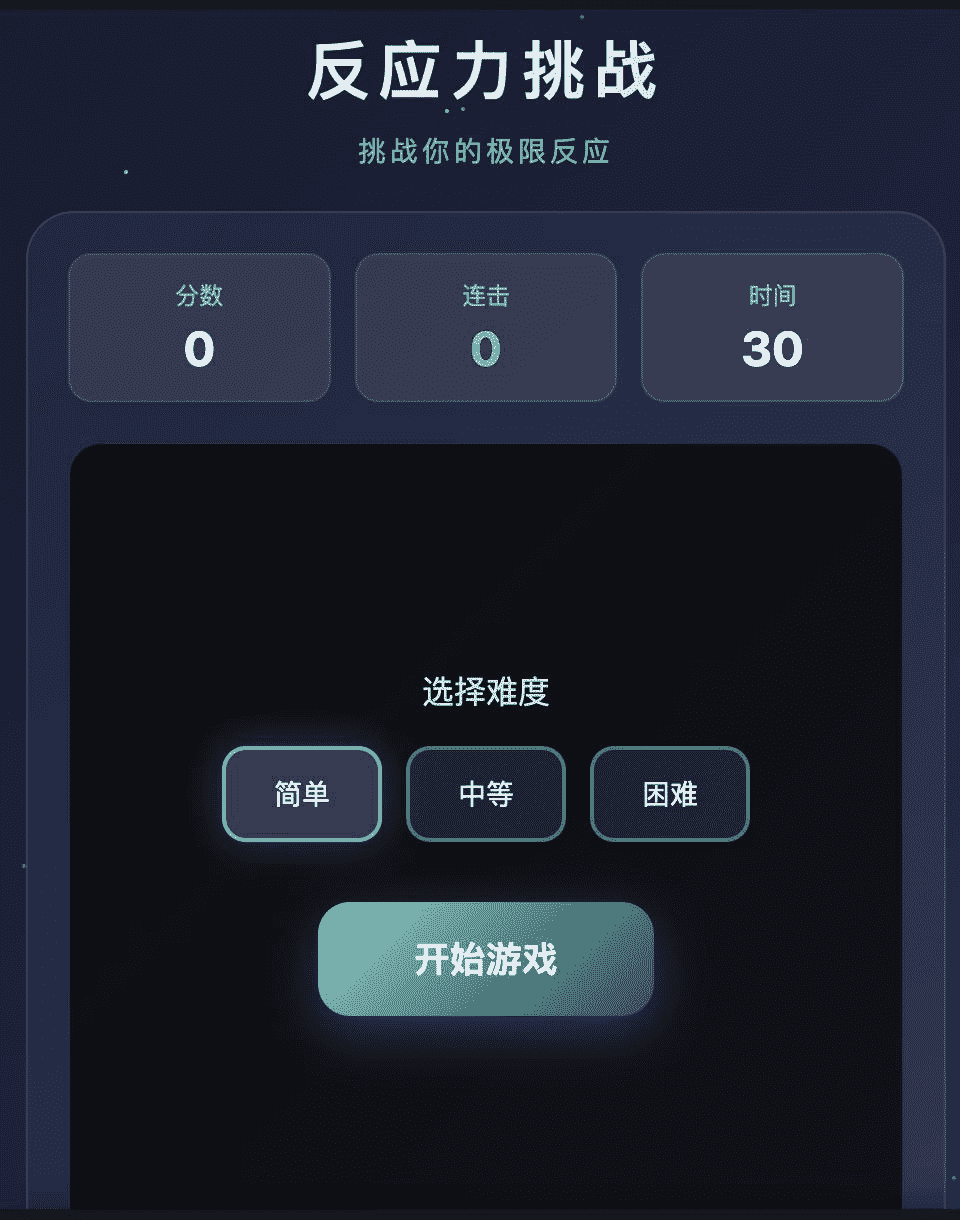 反应力挑战
挑战你的极限反应
分数 连击 时间
0 0 30
选择难度
简单 中等 困难
开始游戏